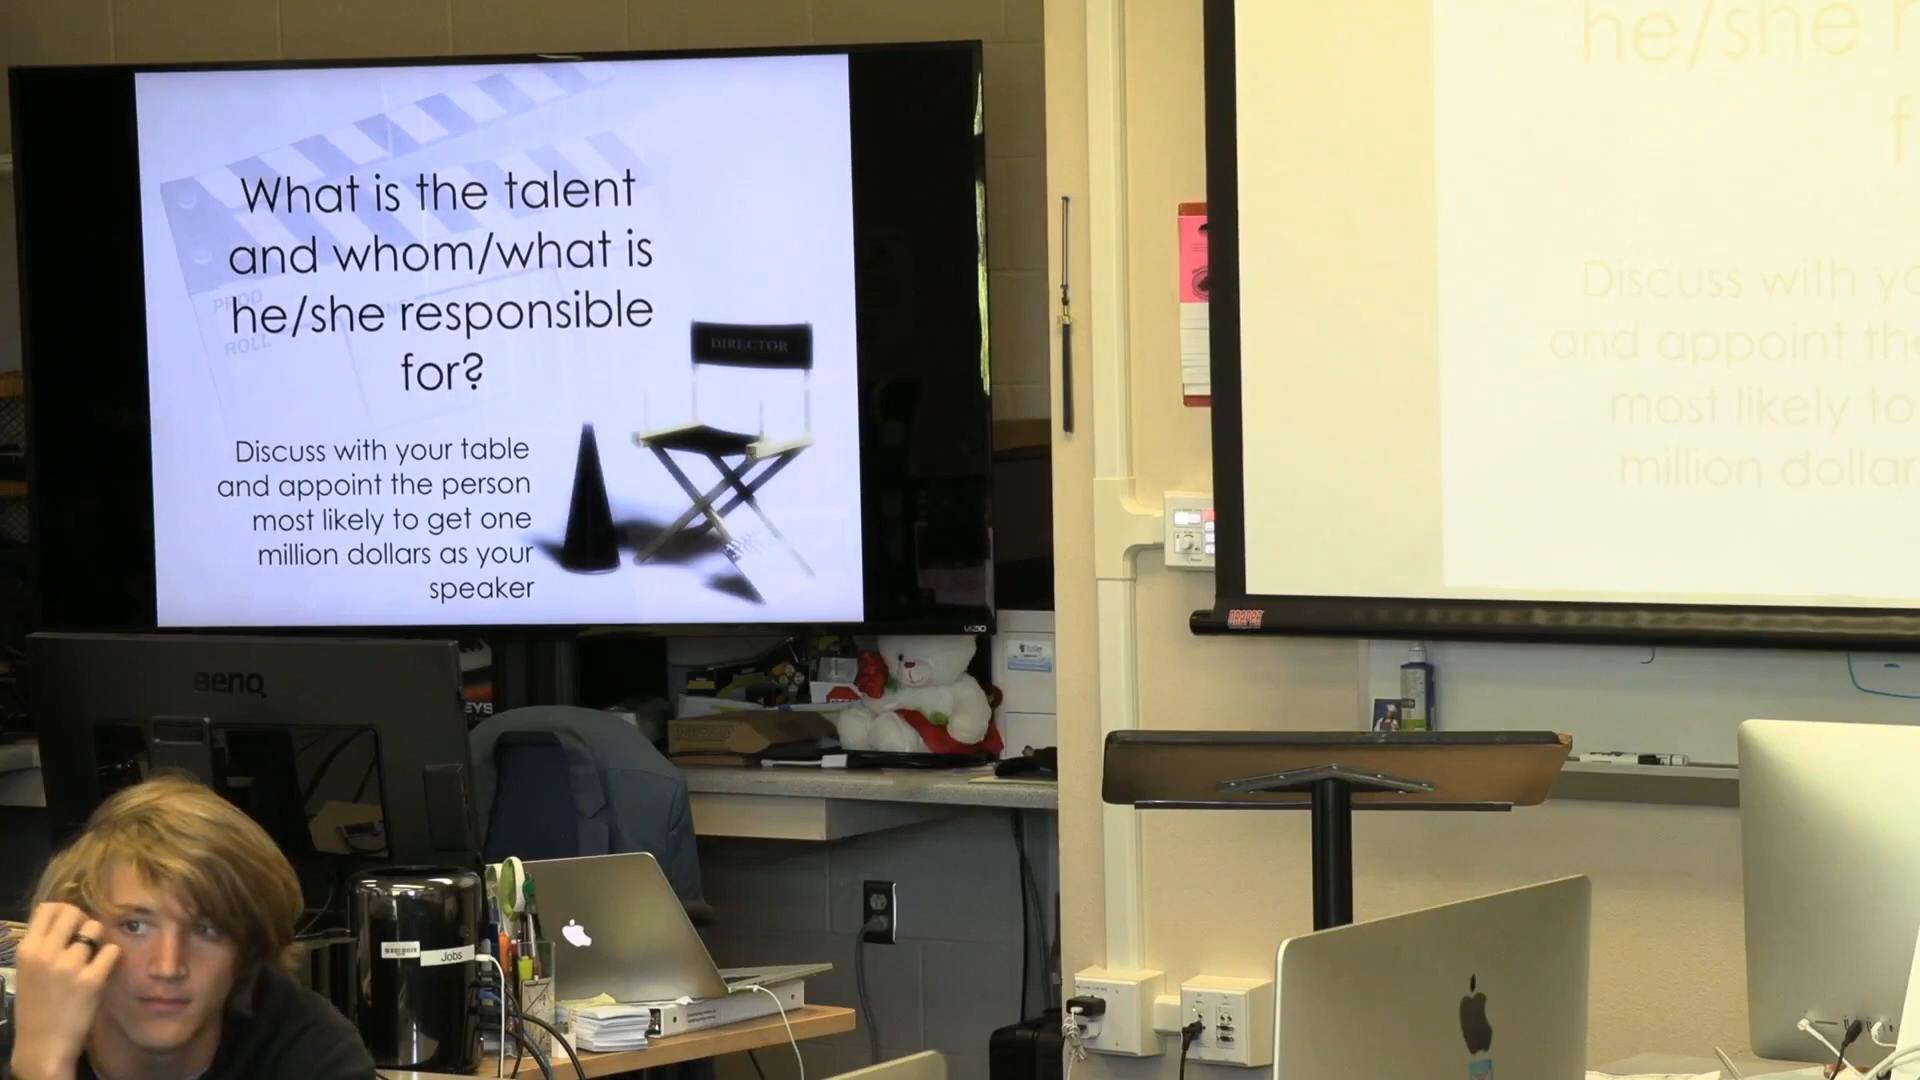 What is the talent
and whom/what is
he/she responsible
for?
PROD
ROLL
DIRECTOR
Discuss with your table
and appoint the person
most likely to get one
million dollars as your
speaker
VIZIO
he/she
Discuss with
and appoint
most likely to
million dollar
DRAPER
BenQ
Jobs